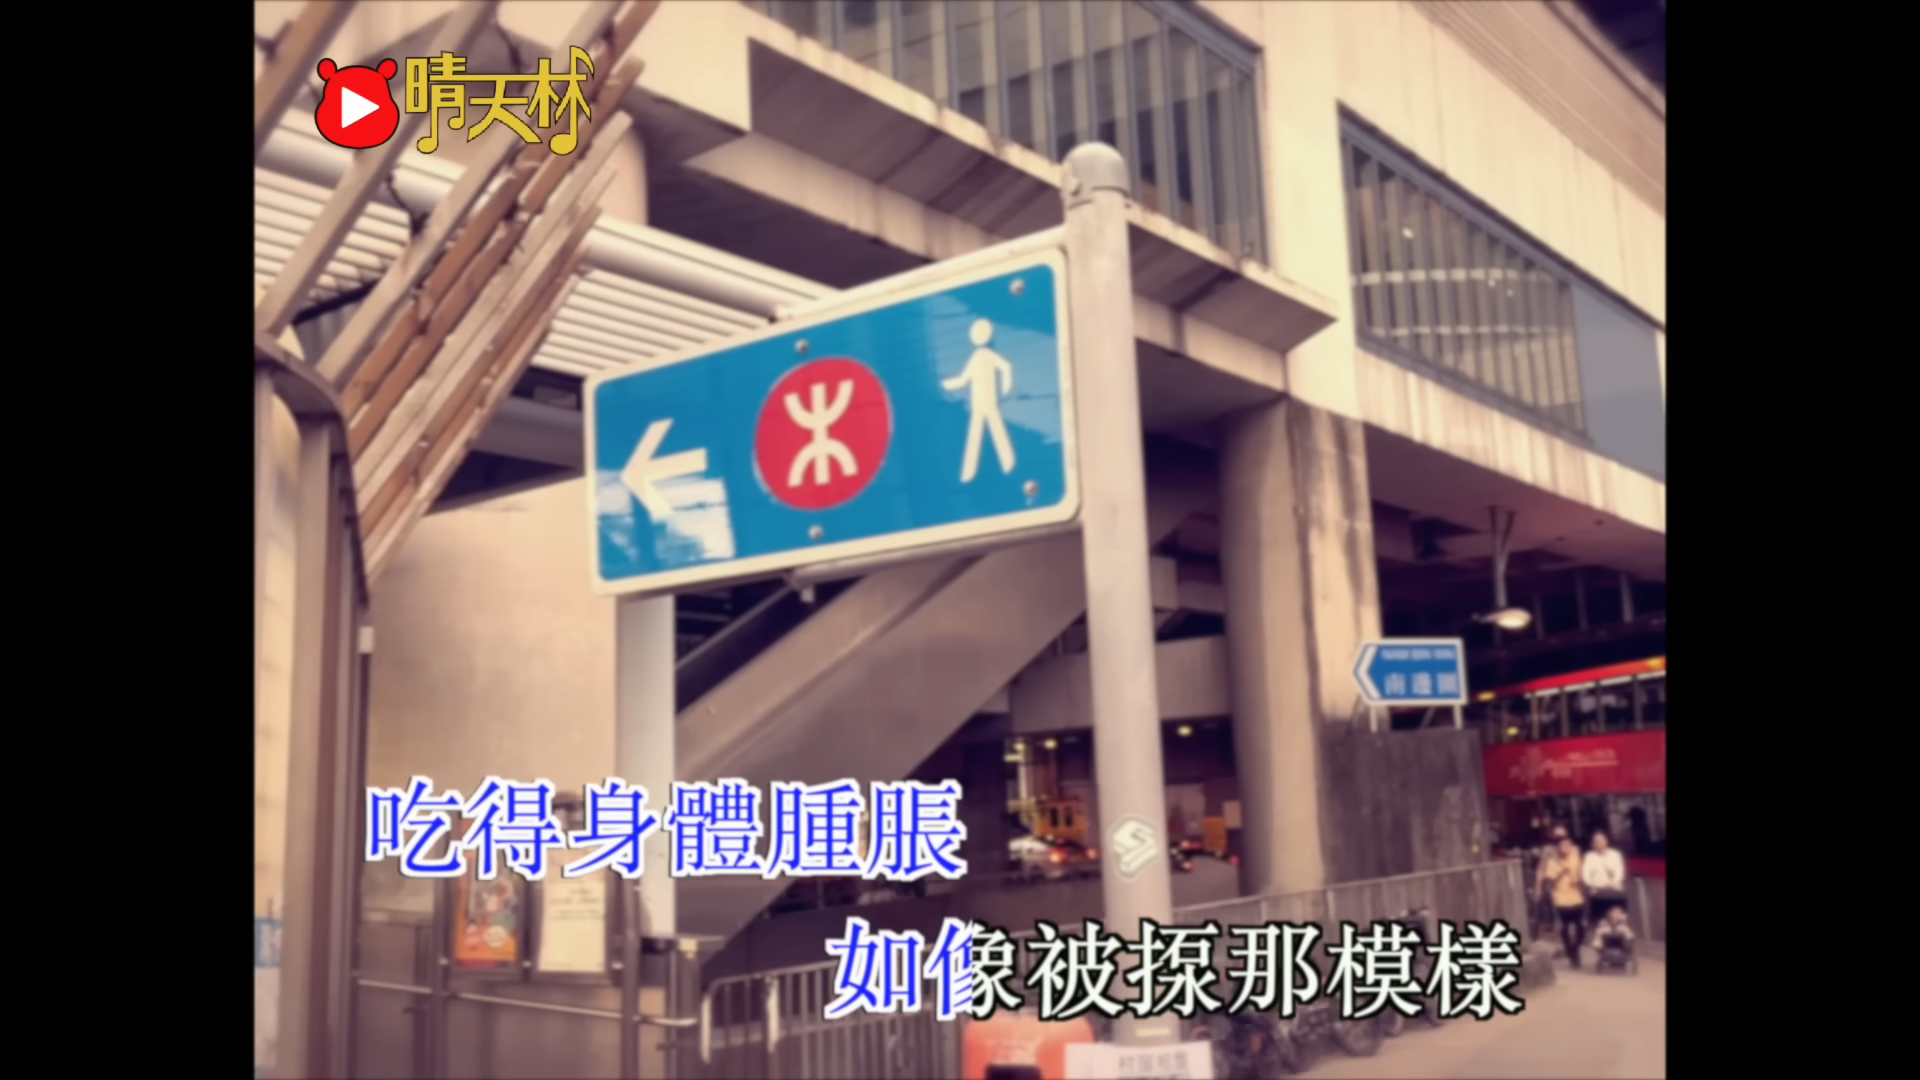 晴天林
南邊圍
吃得身體腫脹
如像被揼那模樣